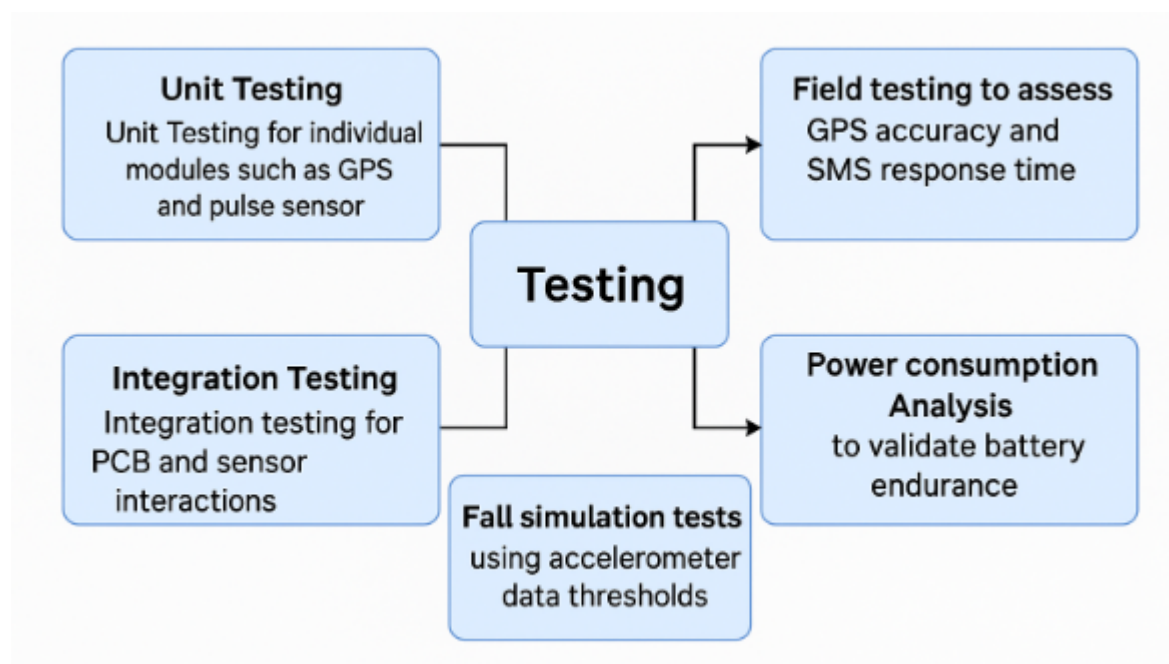 Unit Testing
Unit Testing for individual
modules such as GPS
and pulse sensor
Field testing to assess
GPS accuracy and
SMS response time
Testing
Integration Testing
Integration testing for
PCB and sensor
interactions
Power consumption
Analysis
to validate battery
endurance
Fall simulation tests
using accelerometer
data thresholds